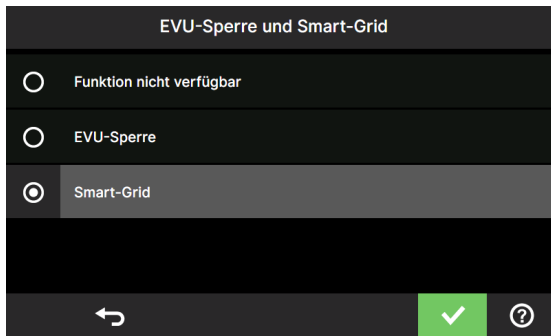 EVU-Sperre und Smart-Grid
Funktion nicht verfügbar
EVU-Sperre
Smart-Grid